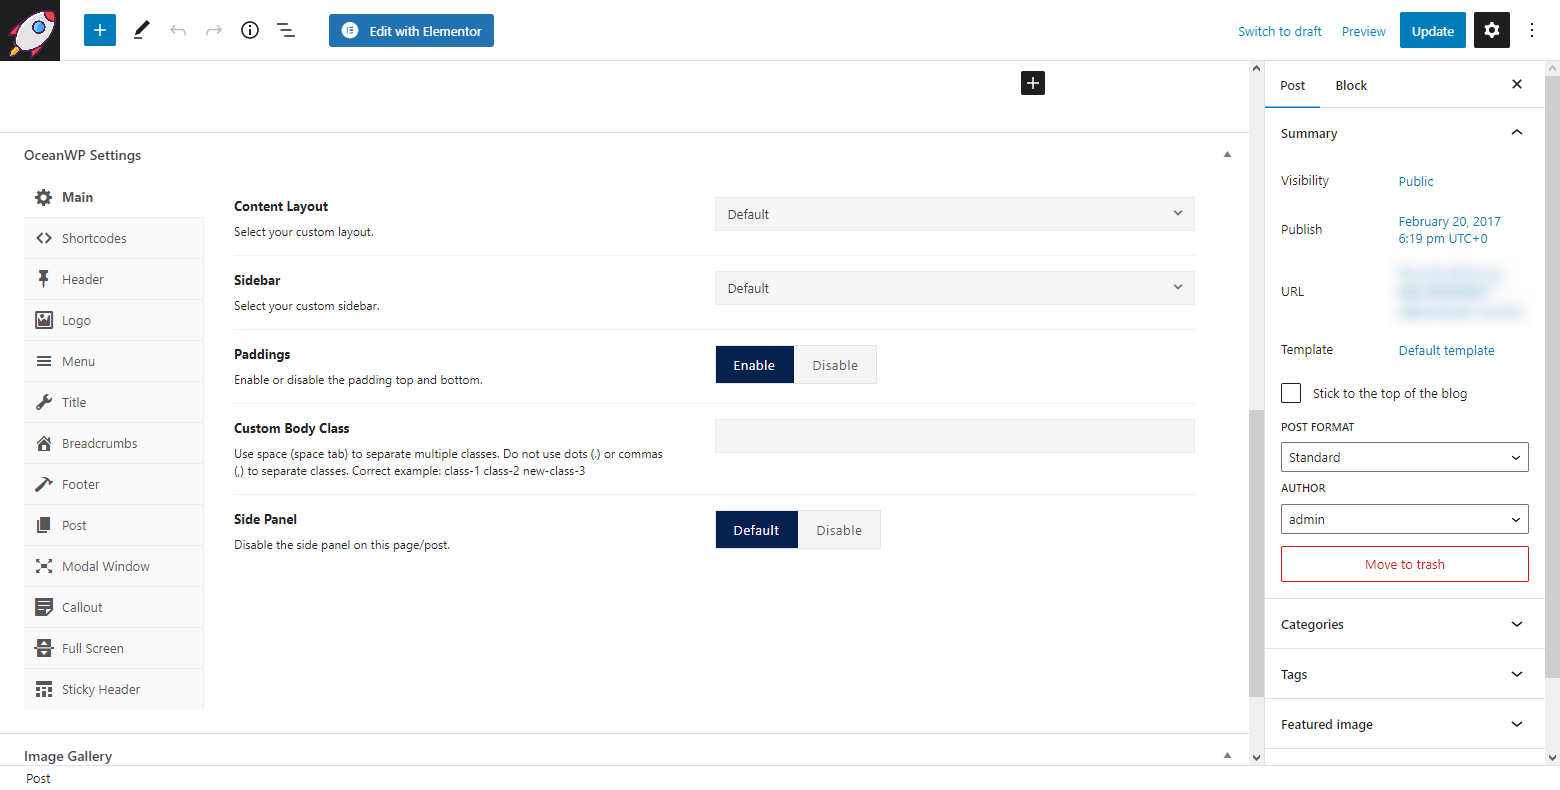 Edit with Elementor
Switch to draft
Preview
Update
OceanWP Settings
Main
Shortcodes
Header
Logo
Menu
Title
Breadcrumbs
Footer
Post
Modal Window
Callout
Full Screen
Sticky Header
Content Layout
Select your custom layout.
Default
Sidebar
Select your custom sidebar.
Default
Paddings
Enable or disable the padding top and bottom.
Enable
Disable
Custom Body Class
Use space (space tab) to separate multiple classes. Do not use dots (.) or commas
(,) to separate classes. Correct example: class-1 class-2 new-class-3
Side Panel
Disable the side panel on this page/post.
Default
Disable
Image Gallery
Post
Post
Block
Summary
Visibility
Public
Publish
February 20, 2017
6:19 pm UTC+0
URL
Template
Default template
Stick to the top of the blog
POST FORMAT
Standard
AUTHOR
admin
Move to trash
Categories
Tags
Featured image